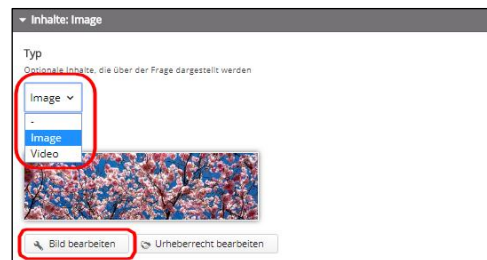 Inhalte: Image
Typ
Optionale Inhalte, die über der Frage dargestellt werden
Image
-
Image
Video
Bild bearbeiten
Urheberrecht bearbeiten